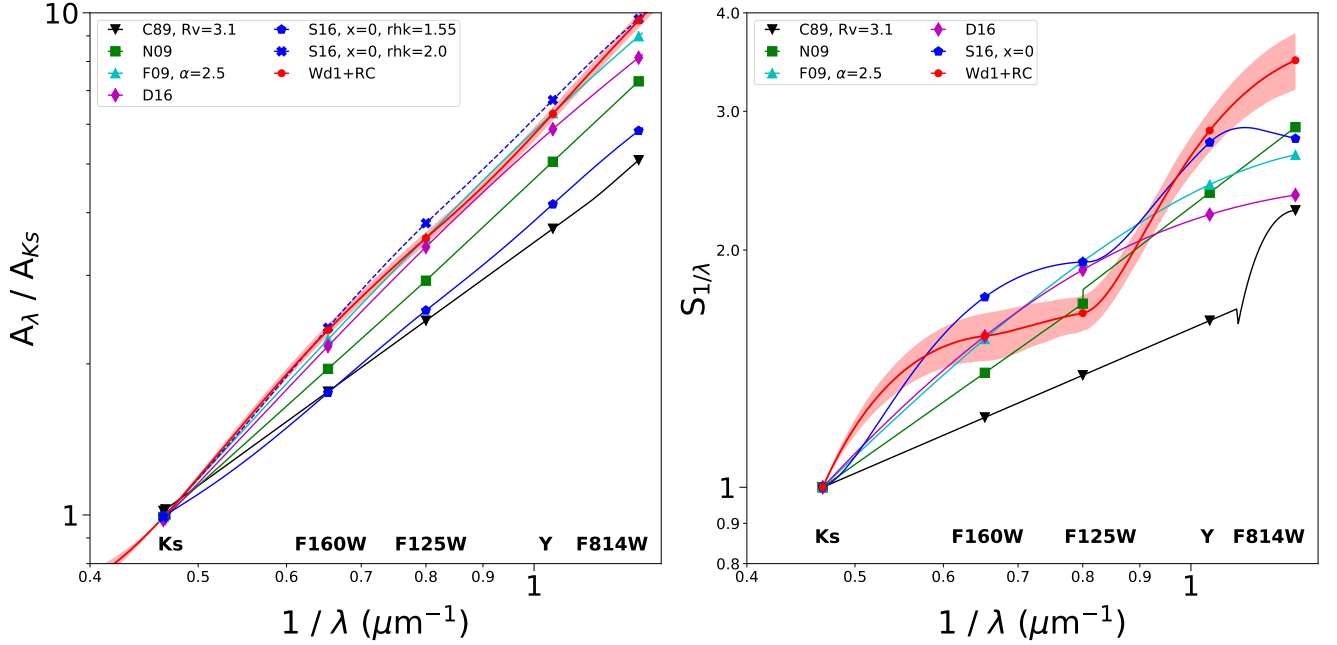 C89, Rv=3.1
N09
F09, α=2.5
D16
S16, x=0, rhk=1.55
S16, x=0, rhk=2.0
Wd1+RC
10
1
A_λ / A_Ks
Ks
F160W
F125W
Y
F814W
0.4
0.5
0.6
0.7
0.8
0.9
1
1 / λ (μm⁻¹)
C89, Rv=3.1
N09
F09, α=2.5
D16
S16, x=0
Wd1+RC
4.0
3.0
2.0
1
0.9
0.8
S_1/λ
Ks
F160W
F125W
Y
F814W
0.4
0.5
0.6
0.7
0.8
0.9
1
1 / λ (μm⁻¹)